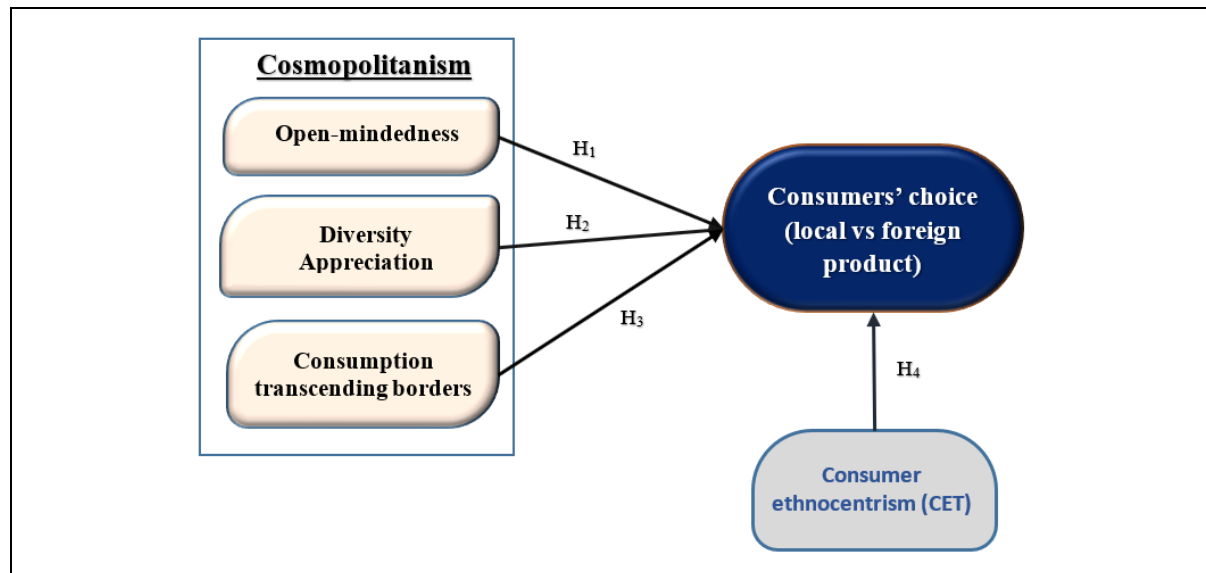 Cosmopolitanism
Open-mindedness
H₁
Diversity
Appreciation
H₂
Consumption
transcending borders
H₃
Consumers’ choice
(local vs foreign
product)
H₄
Consumer
ethnocentrism (CET)